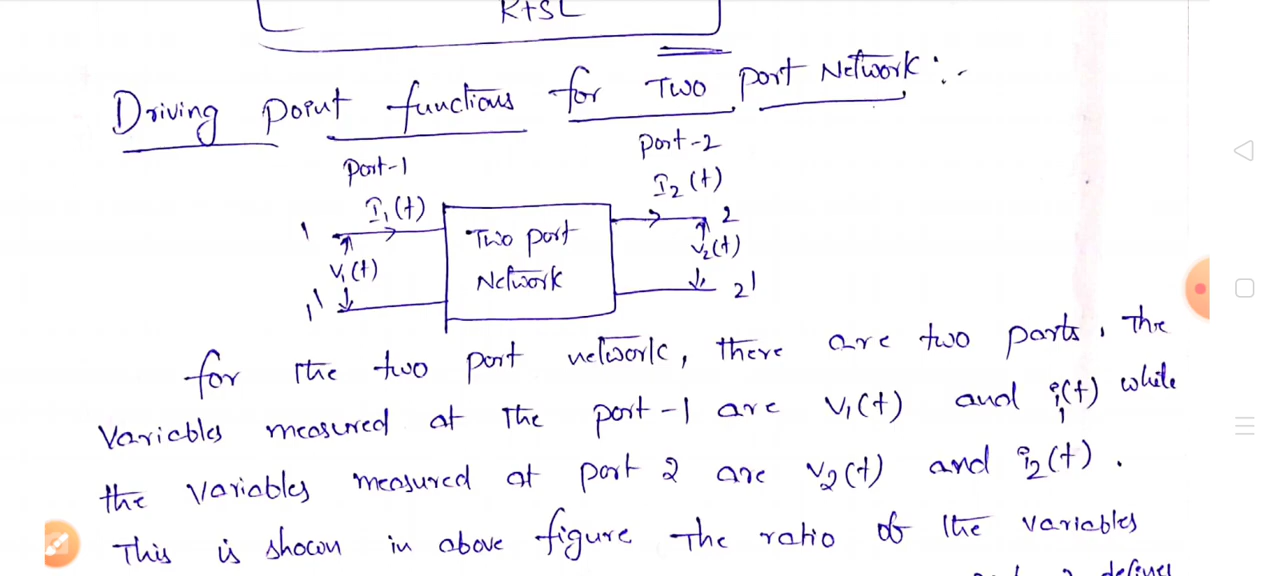 R+SL
Driving point functions for Two port Network :-
port-1
port-2
I1(t)
I2(t)
1
2
V1(t)
Two port
Network
V2(t)
1'
2'
for the two port network, there are two ports. The
Variables measured at the port-1 are V1(t) and i1(t) while
the Variables measured at port 2 are V2(t) and i2(t).
This is shown in above figure The ratio of the variables
defines